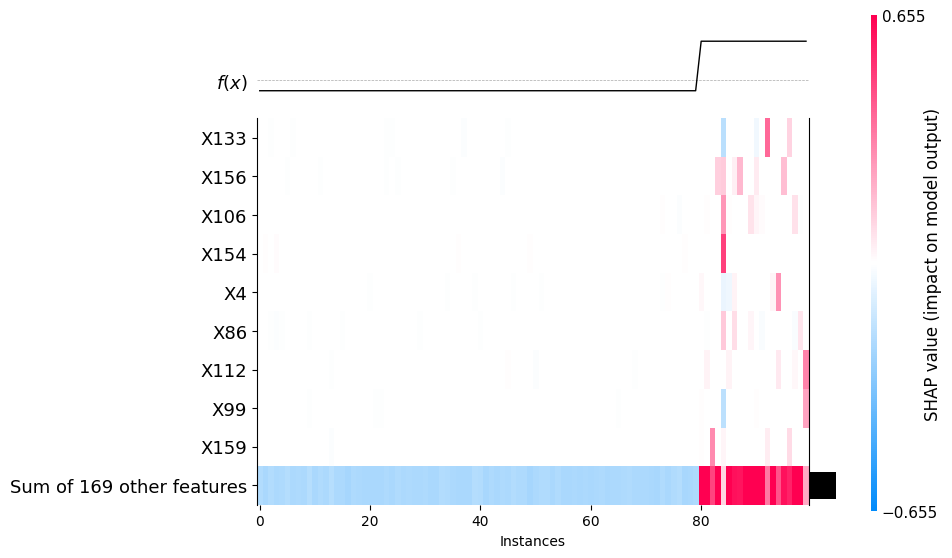 0.655
f(x)
X133
X156
X106
X154
X4
X86
X112
X99
X159
Sum of 169 other features
0 20 40 60 80
Instances
SHAP value (impact on model output)
−0.655